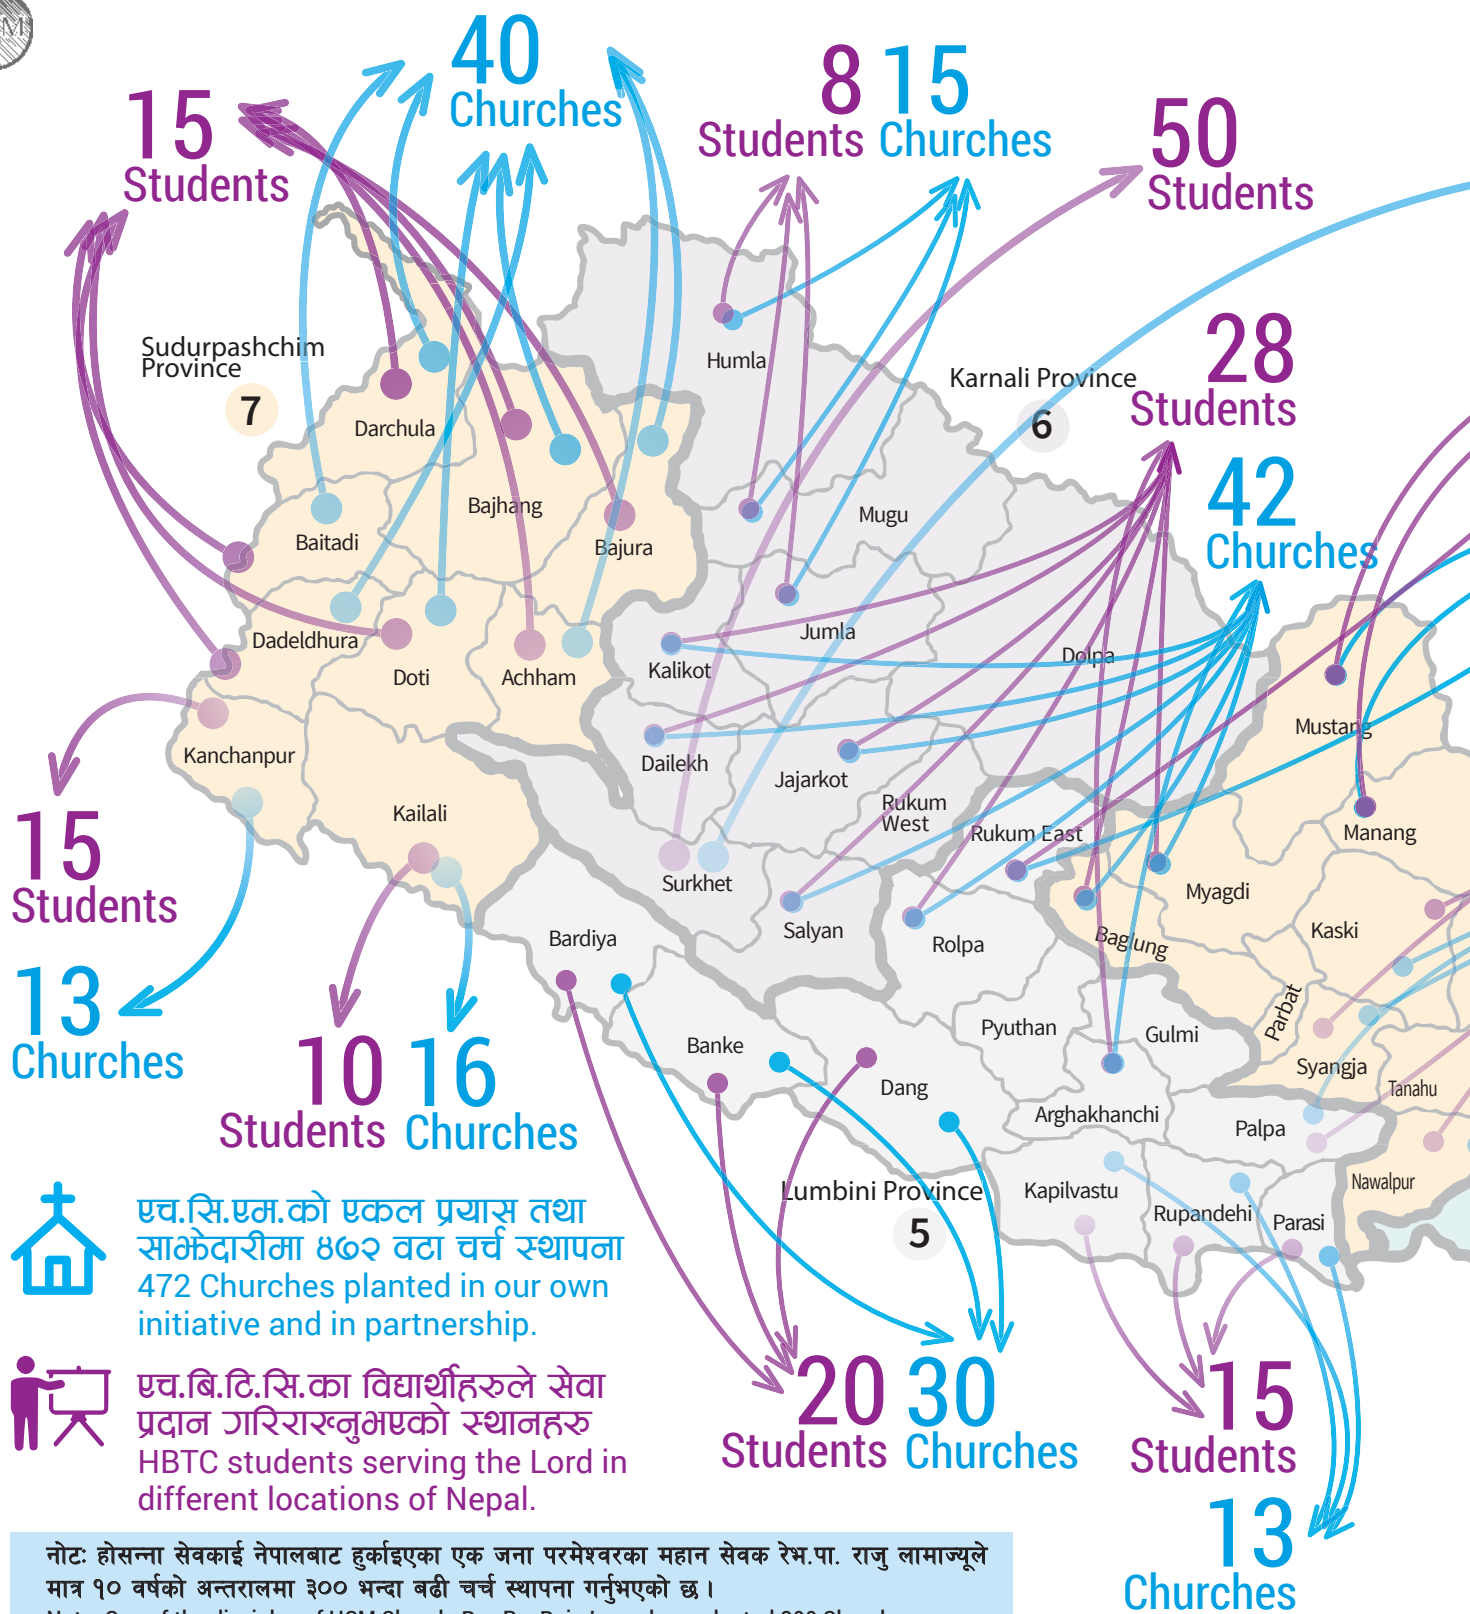 M
40
Churches
15
Students
8
Students
15
Churches
50
Students
Sudurpashchim
Province
7
Karnali Province
6
28
Students
42
Churches
Humla
Darchula
Bajhang
Mugu
Baitadi
Bajura
Dadeldhura
Jumla
Dolpa
Doti
Achham
Kalikot
Mustang
Kanchanpur
Dailekh
Jajarkot
Kailali
Rukum
West
Rukum East
Manang
Surkhet
Myagdi
Salyan
Kaski
Bardiya
Rolpa
Baglung
Parbat
Pyuthan
Gulmi
Banke
Syangja
Dang
Tanahu
Arghakhanchi
Palpa
Lumbini Province
5
Kapilvastu
Nawalpur
Rupandehi
Parasi
15
Students
13
Churches
10
Students
16
Churches
एच.सि.एम.को एकल प्रयास तथा
साझेदारीमा ४७२ वटा चर्च स्थापना
472 Churches planted in our own
initiative and in partnership.
एच.बि.टि.सि.का विद्यार्थीहरुले सेवा
प्रदान गरिराख्नुभएको स्थानहरु
HBTC students serving the Lord in
different locations of Nepal.
20
Students
30
Churches
15
Students
13
Churches
नोटः होसन्ना सेवकाई नेपालबाट हुर्काइएका एक जना परमेश्वरका महान सेवक रेभ.पा. राजु लामाज्यूले
मात्र १० वर्षको अन्तरालमा ३०० भन्दा बढी चर्च स्थापना गर्नुभएको छ ।